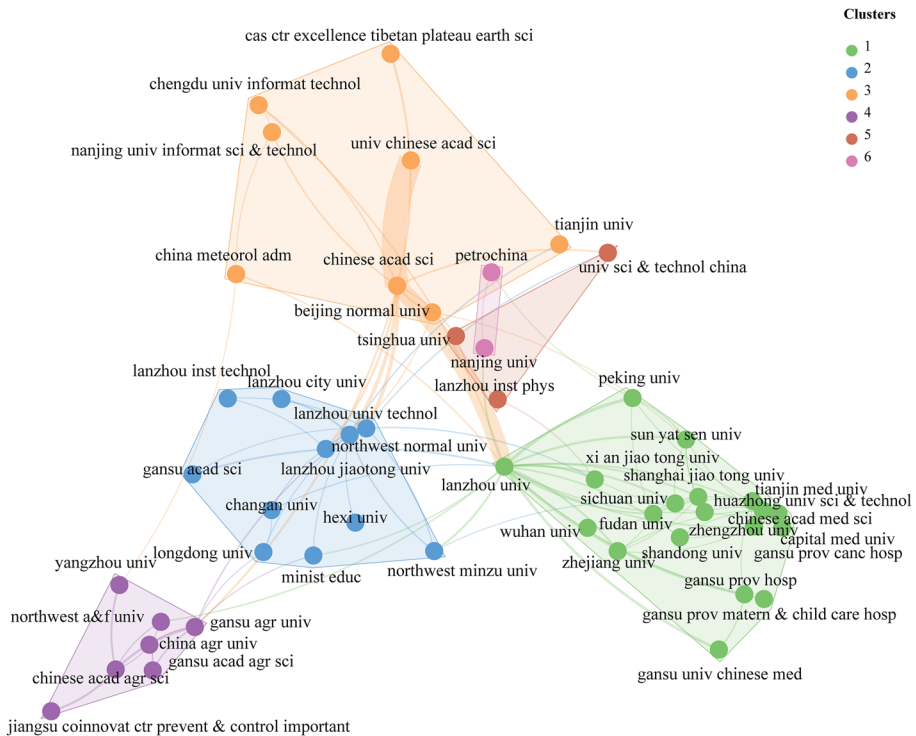 Clusters
1
2
3
4
5
6
cas ctr excellence tibetan plateau earth sci
chengdu univ informat technol
nanjing univ informat sci & technol
univ chinese acad sci
tianjin univ
china meteorol adm
chinese acad sci
petrochina
univ sci & technol china
beijing normal univ
tsinghua univ
nanjing univ
lanzhou inst technol
lanzhou city univ
lanzhou inst phys
peking univ
lanzhou univ technol
sun yat sen univ
northwest normal univ
xi an jiao tong univ
gansu acad sci
lanzhou jiaotong univ
lanzhou univ
shanghai jiao tong univ
tianjin med univ
sichuan univ
huazhong univ sci & technol
changan univ
hexi univ
wuhan univ
fudan univ
chinese acad med sci
zhengzhou univ
capital med univ
longdong univ
shandong univ
gansu prov canc hosp
yangzhou univ
minist educ
northwest minzu univ
zhejiang univ
gansu prov hosp
northwest a&f univ
gansu agr univ
gansu prov matern & child care hosp
china agr univ
gansu acad agr sci
chinese acad agr sci
gansu univ chinese med
jiangsu coinnovat ctr prevent & control important